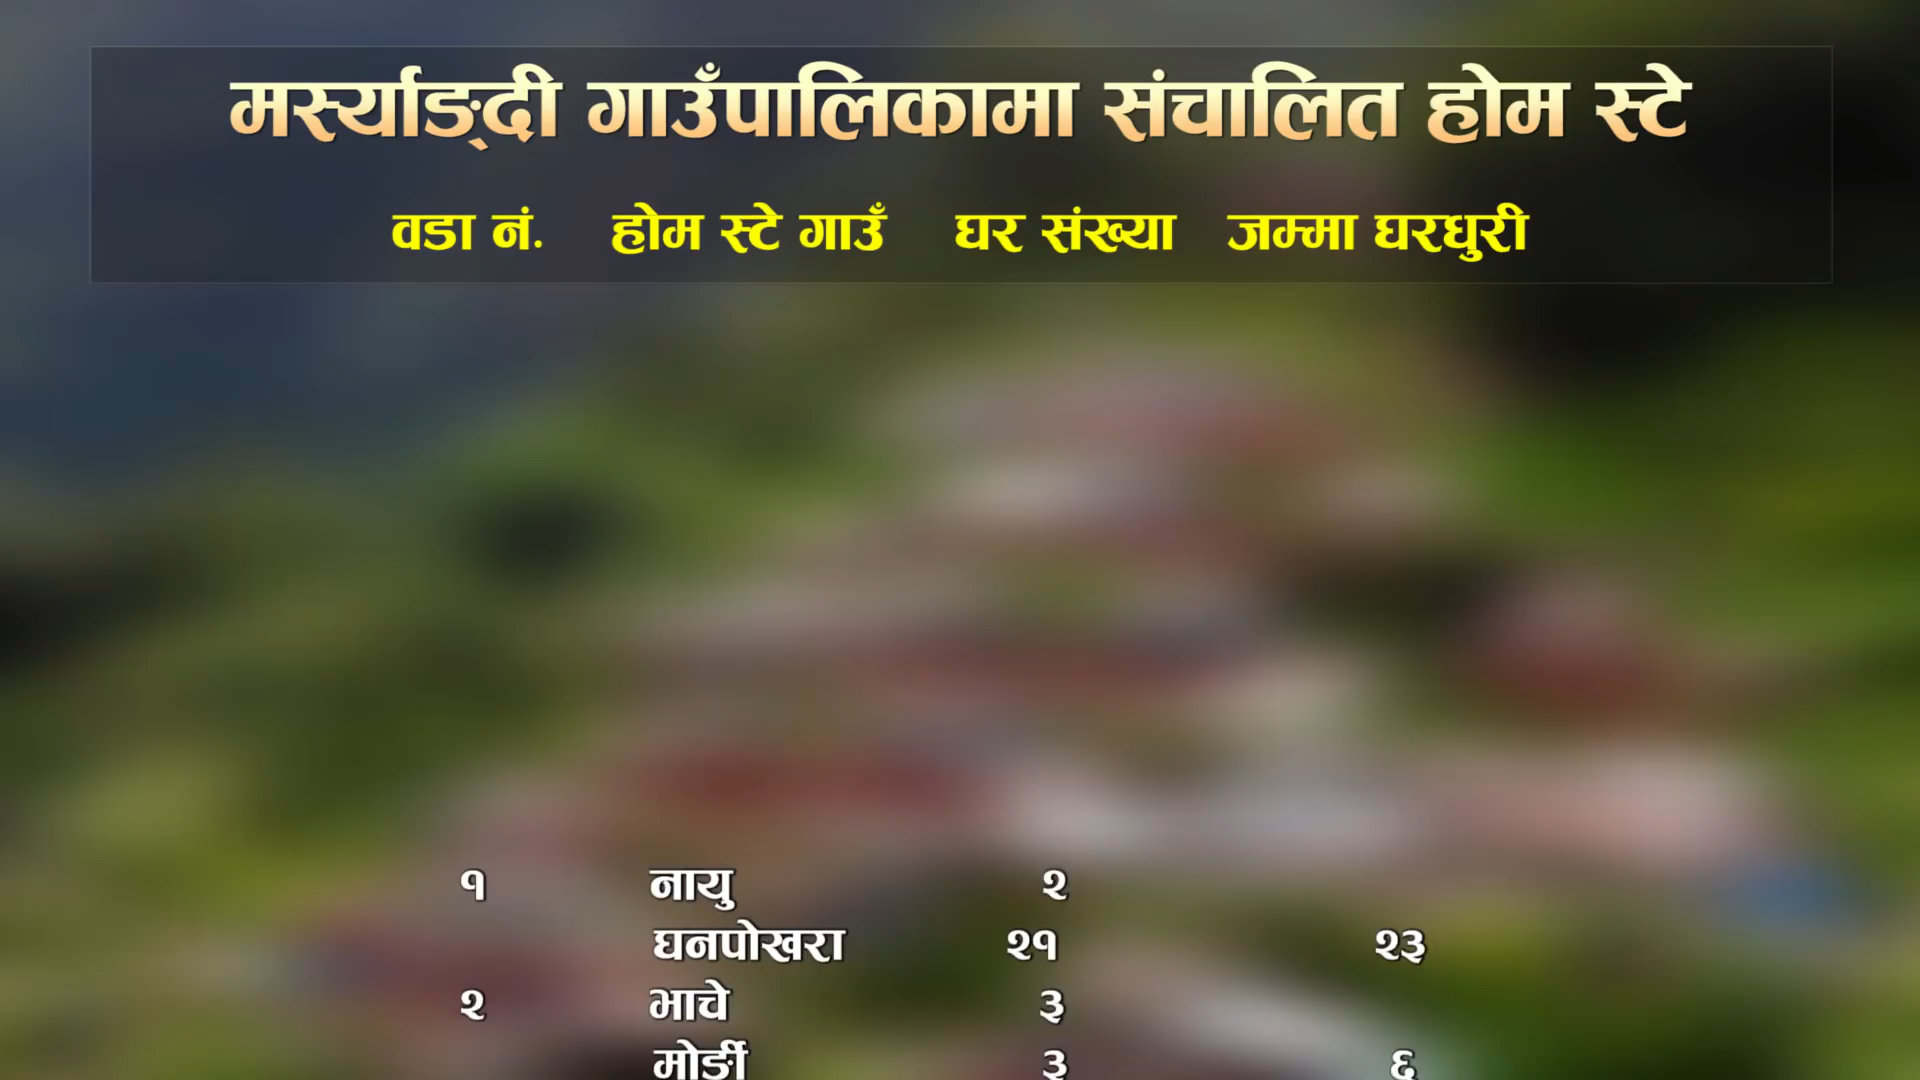 मर्स्याङ्दी गाउँपालिकामा संचालित होम स्टे
वडा नं. होम स्टे गाउँ घर संख्या जम्मा घरधुरी
१ नायु २
घनपोखरा २१ २३
२ भाचे ३
मोर्ङी ३ ६